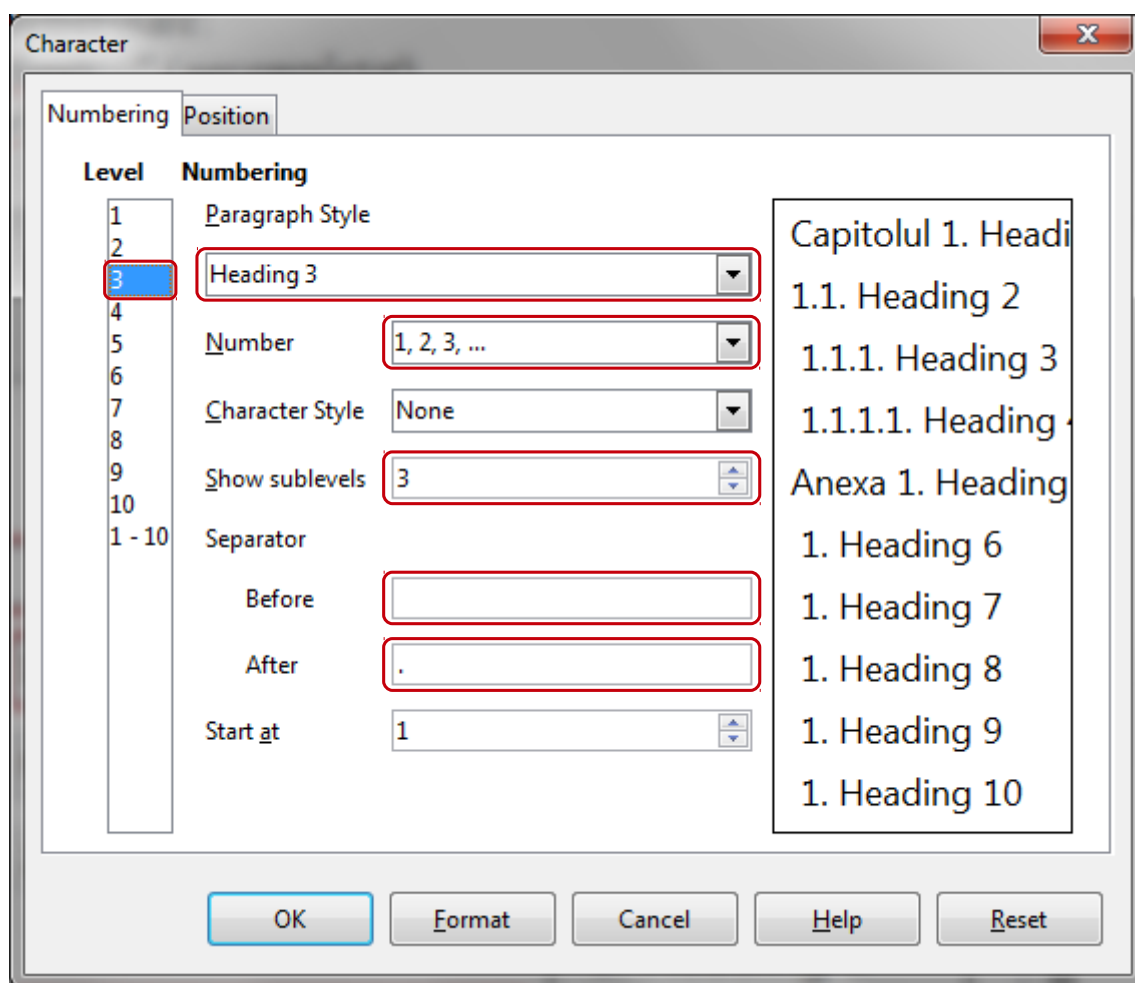 Character
Numbering Position
Level Numbering
1
2
3
4
5
6
7
8
9
10
1 - 10
Paragraph Style
Heading 3
Number 1, 2, 3, ...
Character Style None
Show sublevels 3
Separator
Before
After .
Start at 1
Capitolul 1. Headi
1.1. Heading 2
1.1.1. Heading 3
1.1.1.1. Heading
Anexa 1. Heading
1. Heading 6
1. Heading 7
1. Heading 8
1. Heading 9
1. Heading 10
OK Format Cancel Help Reset